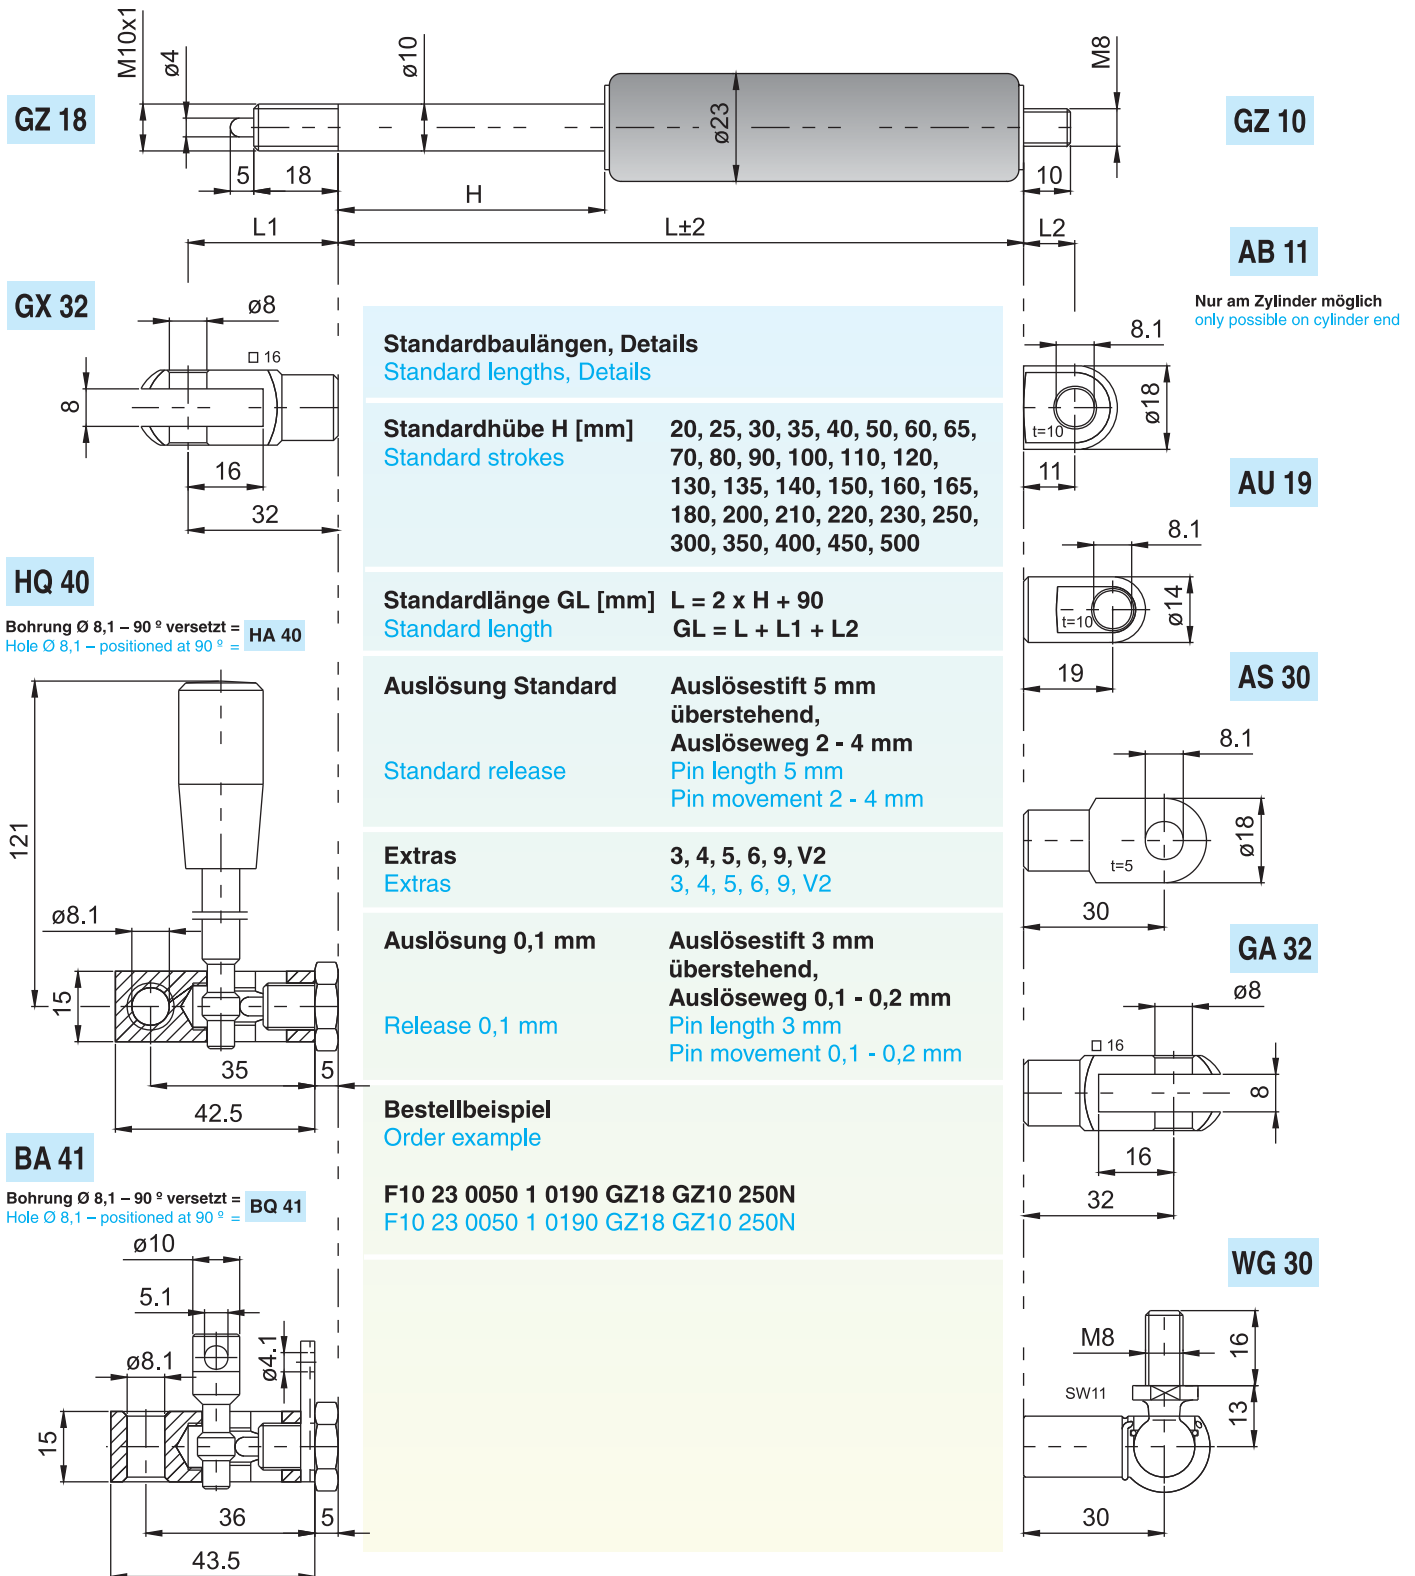 M10x1
ø4
ø10
ø23
M8
GZ 18
GZ 10
5
18
10
H
L1
L±2
L2
AB 11
Nur am Zylinder möglich
only possible on cylinder end
GX 32
ø8
□ 16
8
16
32
8.1
ø18
t=10
11
Standardbaulängen, Details
Standard lengths, Details
Standardhübe H [mm] 20, 25, 30, 35, 40, 50, 60, 65,
Standard strokes 70, 80, 90, 100, 110, 120,
130, 135, 140, 150, 160, 165,
180, 200, 210, 220, 230, 250,
300, 350, 400, 450, 500
Standardlänge GL [mm] L = 2 x H + 90
Standard length GL = L + L1 + L2
Auslösung Standard Auslösestift 5 mm
überstehend,
Auslöseweg 2 - 4 mm
Standard release Pin length 5 mm
Pin movement 2 - 4 mm
Extras 3, 4, 5, 6, 9, V2
Extras 3, 4, 5, 6, 9, V2
Auslösung 0,1 mm Auslösestift 3 mm
überstehend,
Auslöseweg 0,1 - 0,2 mm
Release 0,1 mm Pin length 3 mm
Pin movement 0,1 - 0,2 mm
Bestellbeispiel
Order example
F10 23 0050 1 0190 GZ18 GZ10 250N
F10 23 0050 1 0190 GZ18 GZ10 250N
HQ 40
Bohrung Ø 8,1 – 90 º versetzt = HA 40
Hole Ø 8,1 – positioned at 90 º =
121
ø8.1
15
35
5
42.5
BA 41
Bohrung Ø 8,1 – 90 º versetzt = BQ 41
Hole Ø 8,1 – positioned at 90 º =
ø10
5.1
ø8.1
ø4.1
15
36
5
43.5
AU 19
8.1
ø14
t=10
19
AS 30
8.1
ø18
t=5
30
GA 32
ø8
□ 16
8
16
32
WG 30
M8
16
SW11
13
30